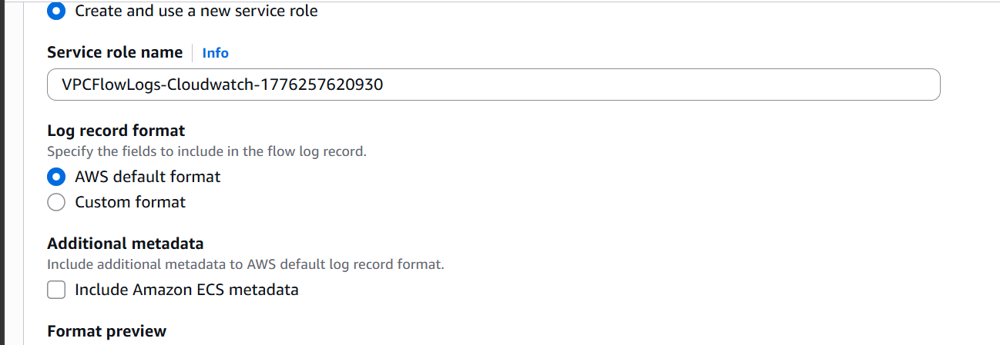 Create and use a new service role
Service role name Info
VPCFlowLogs-Cloudwatch-1776257620930
Log record format
Specify the fields to include in the flow log record.
AWS default format
Custom format
Additional metadata
Include additional metadata to AWS default log record format.
Include Amazon ECS metadata
Format preview